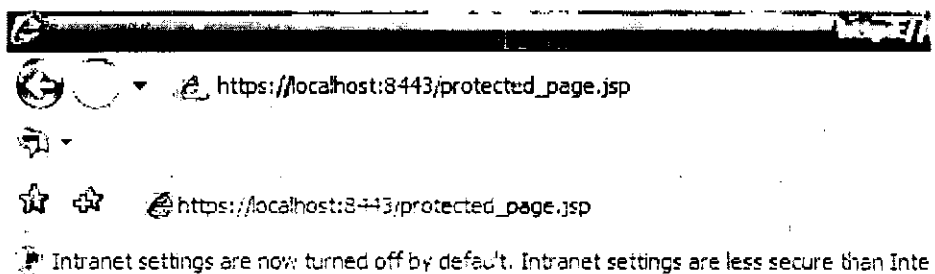 https://localhost:8443/protected_page.jsp
https://localhost:8443/protected_page.jsp
Intranet settings are now turned off by default. Intranet settings are less secure than Inte